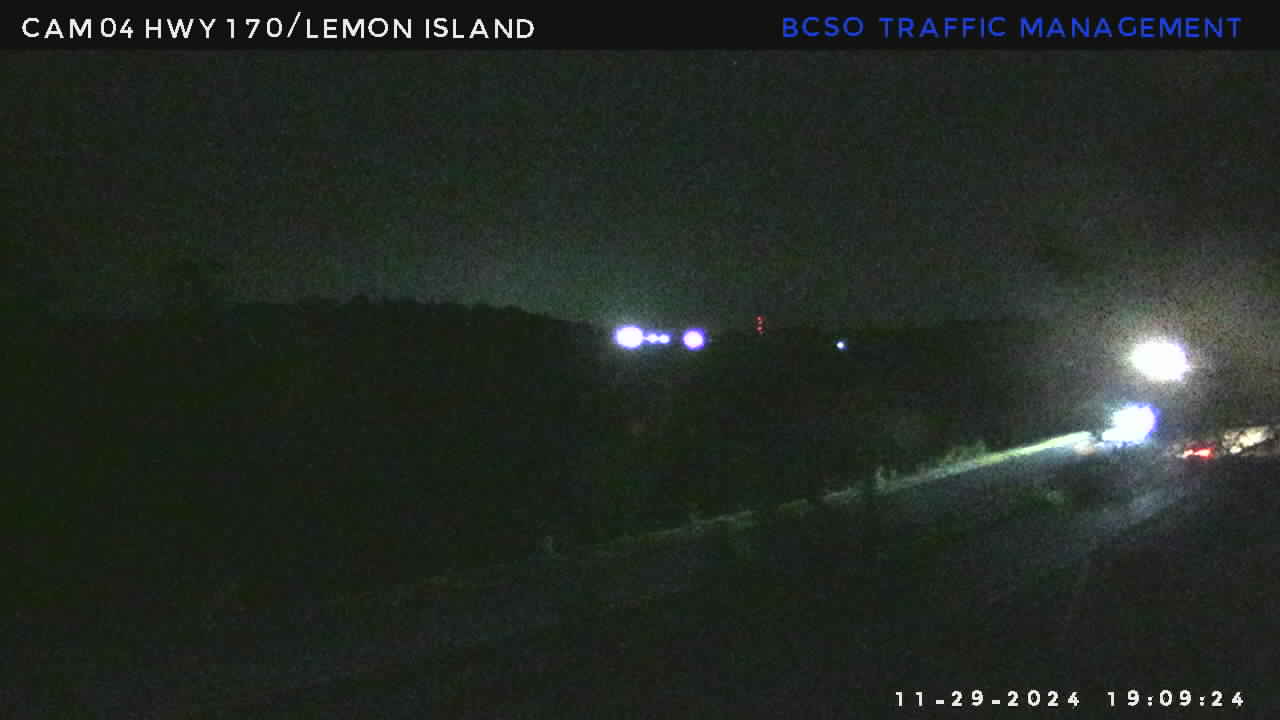 CAM04 HWY 170/LEMON ISLAND
BCSO TRAFFIC MANAGEMENT
11-29-2024 19:09:24